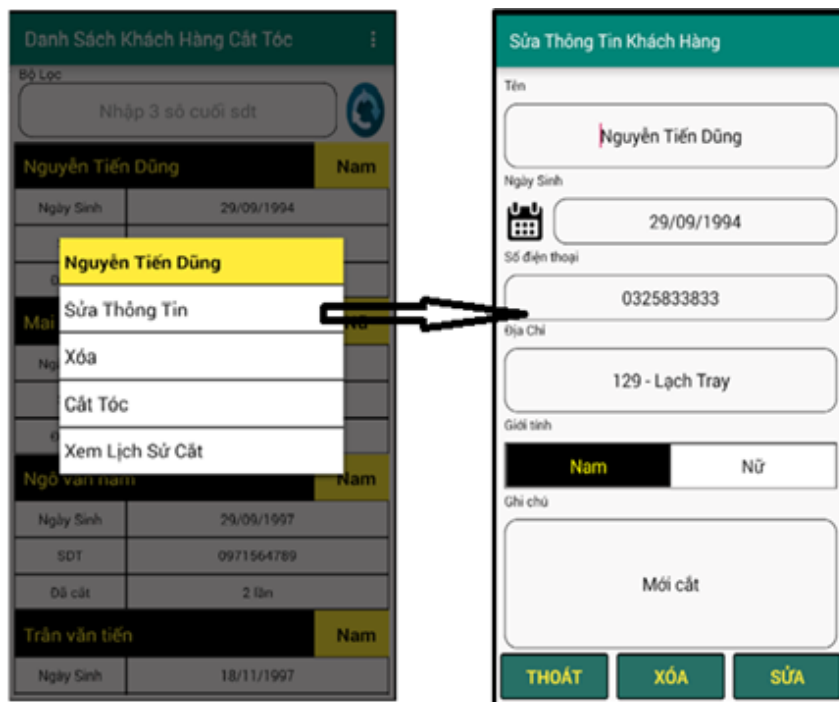 Danh Sách Khách Hàng Cắt Tóc
Bộ Lọc
Nhập 3 số cuối sdt
Nguyễn Tiến Dũng Nam
Ngày Sinh 29/09/1994
Nguyễn Tiến Dũng
Sửa Thông Tin
Mai Nữ
Xóa
Cắt Tóc
Xem Lịch Sử Cắt
Ngô văn nam Nam
Ngày Sinh 29/09/1997
SDT 0971564789
Đã cắt 2 lần
Trần văn tiến Nam
Ngày Sinh 18/11/1997
Sửa Thông Tin Khách Hàng
Tên
Nguyễn Tiến Dũng
Ngày Sinh
29/09/1994
Số điện thoại
0325833833
Địa Chỉ
129 - Lạch Tray
Giới tính
Nam Nữ
Ghi chú
Mới cắt
THOÁT XÓA SỬA